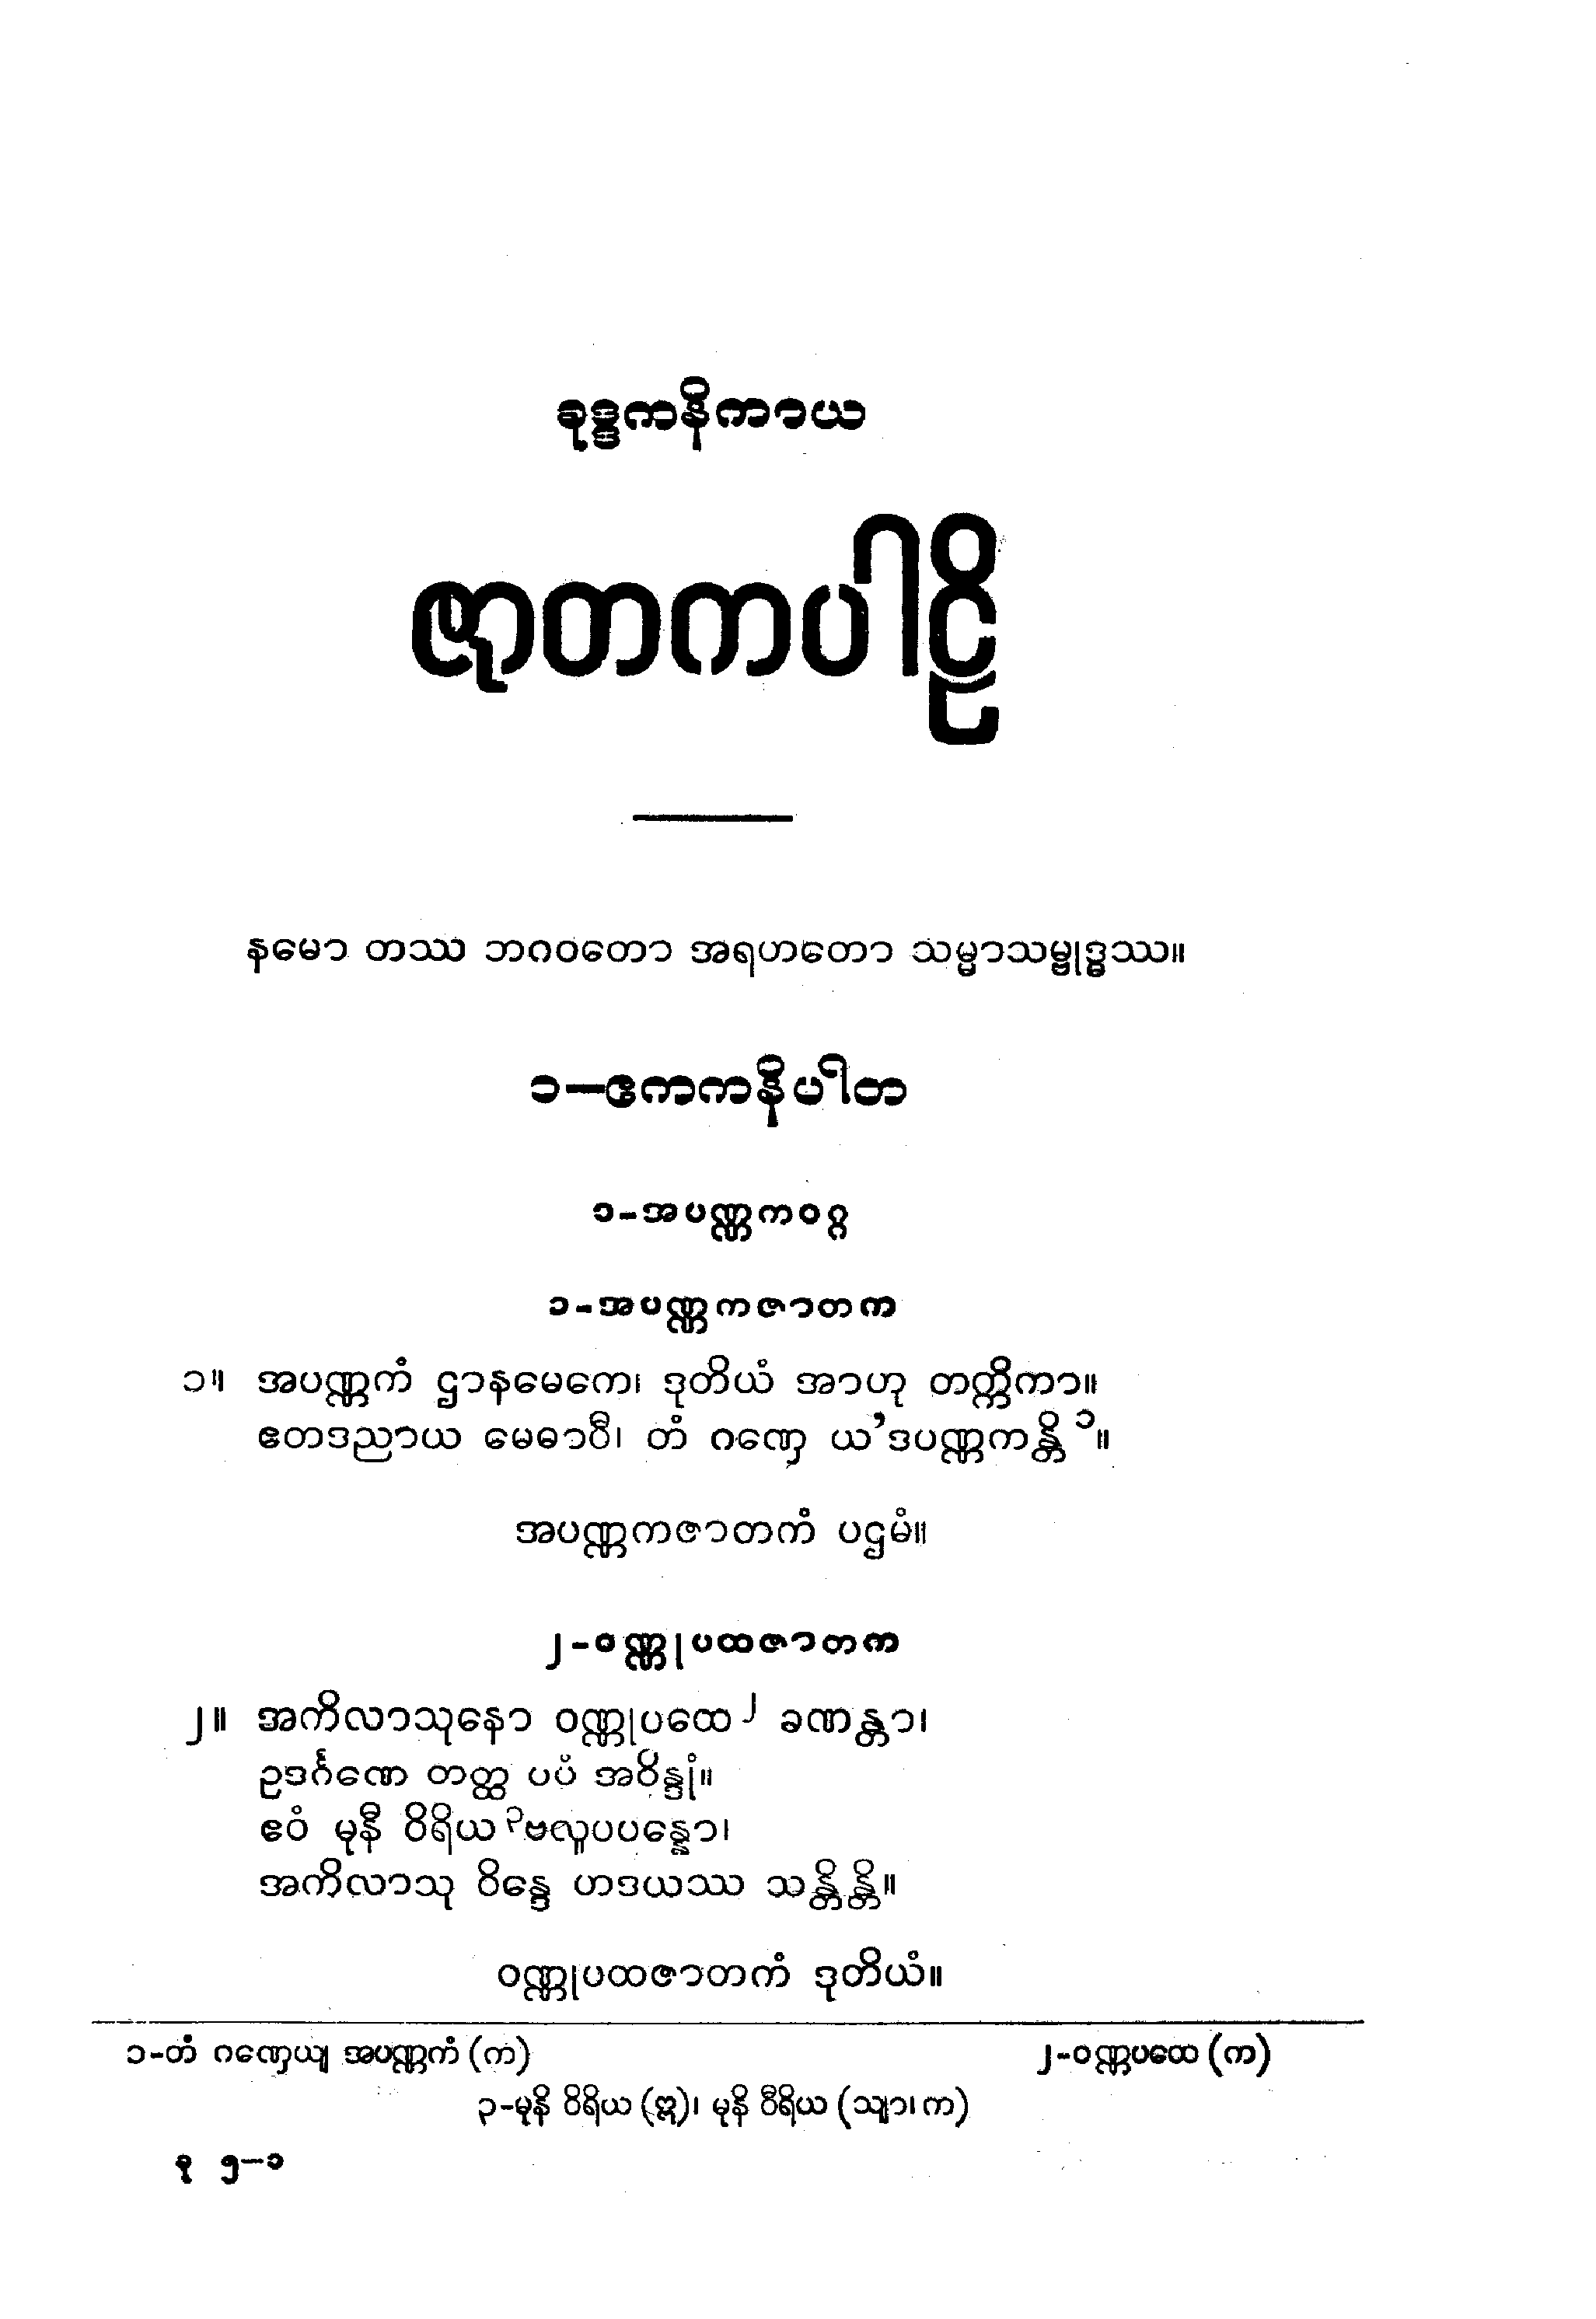 ခုဒ္ဒကနိကာယ
ဇာတကပါဠိ
နမော တဿ ဘဂဝတော အရဟတော သမ္မာသမ္ဗုဒ္ဓဿ။
၁–ဧကကနိပါတ
၁-အပဏ္ဏကဝဂ္ဂ
၁-အပဏ္ဏကဇာတက
၁။ အပဏ္ဏကံ ဌာနမေကေ၊ ဒုတိယံ အာဟု တက္ကိကာ။
ဧတဒညာယ မေဓာဝီ၊ တံ ဂဏှေ ယ’ဒပဏ္ဏကန္တိ ၁။
အပဏ္ဏကဇာတကံ ပဌမံ။
၂-ဝဏ္ဏုပထဇာတက
၂။ အကိလာသုနော ဝဏ္ဏုပထေ ၂ ခဏန္တာ၊
ဥဒင်္ဂဏေ တတ္ထ ပပံ အဝိန္ဒုံ။
ဧဝံ မုနီ ဝိရိယ ၃ ဗလူပပန္နော၊
အကိလာသု ဝိန္ဒေ ဟဒယဿ သန္တိန္တိ။
ဝဏ္ဏုပထဇာတကံ ဒုတိယံ။
၁-တံ ဂဏှေယျ အပဏ္ဏကံ (က) ၂-ဝဏ္ဏပထေ (က)
၃-မုနိ ဝိရိယ (ဣ)၊ မုနိ ဝီရိယ (သျာ၊ က)
ခု ၅–၁